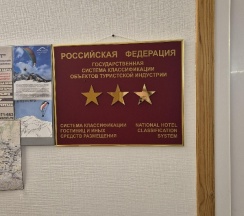 РОССИЙСКАЯ ФЕДЕРАЦИЯ
ГОСУДАРСТВЕННАЯ
СИСТЕМА КЛАССИФИКАЦИИ
ОБЪЕКТОВ ТУРИСТСКОЙ ИНДУСТРИИ
СИСТЕМА КЛАССИФИКАЦИИ
ГОСТИНИЦ И ИНЫХ
СРЕДСТВ РАЗМЕЩЕНИЯ
NATIONAL HOTEL
CLASSIFICATION
SYSTEM